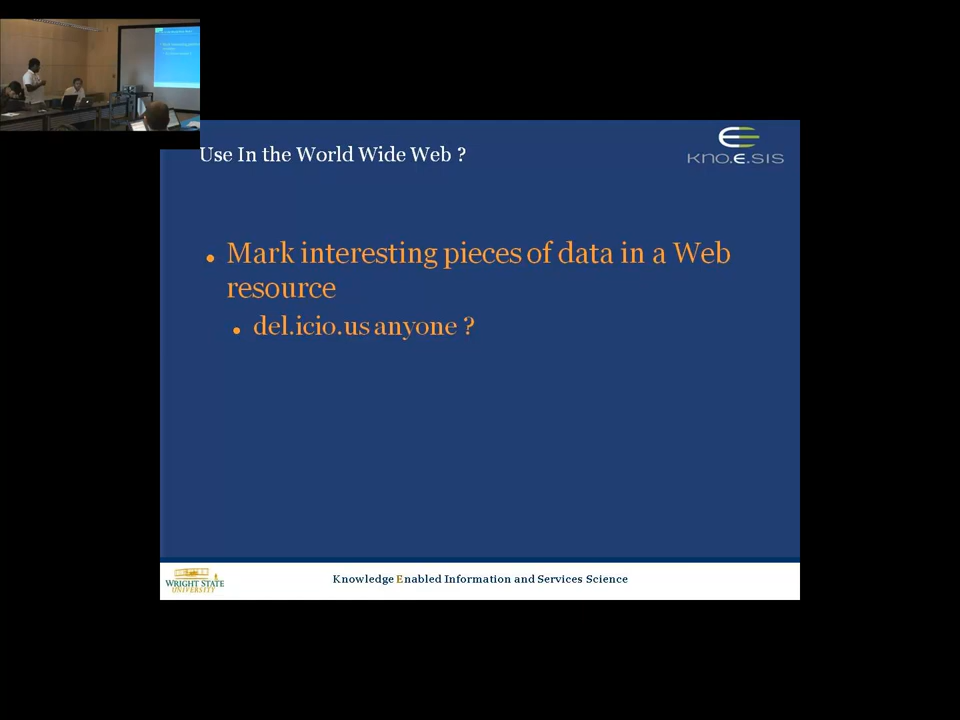 Use In the World Wide Web ?
kno.e.sis
Mark interesting pieces of data in a Web
resource
del.icio.us anyone ?
WRIGHT STATE
UNIVERSITY
Knowledge Enabled Information and Services Science